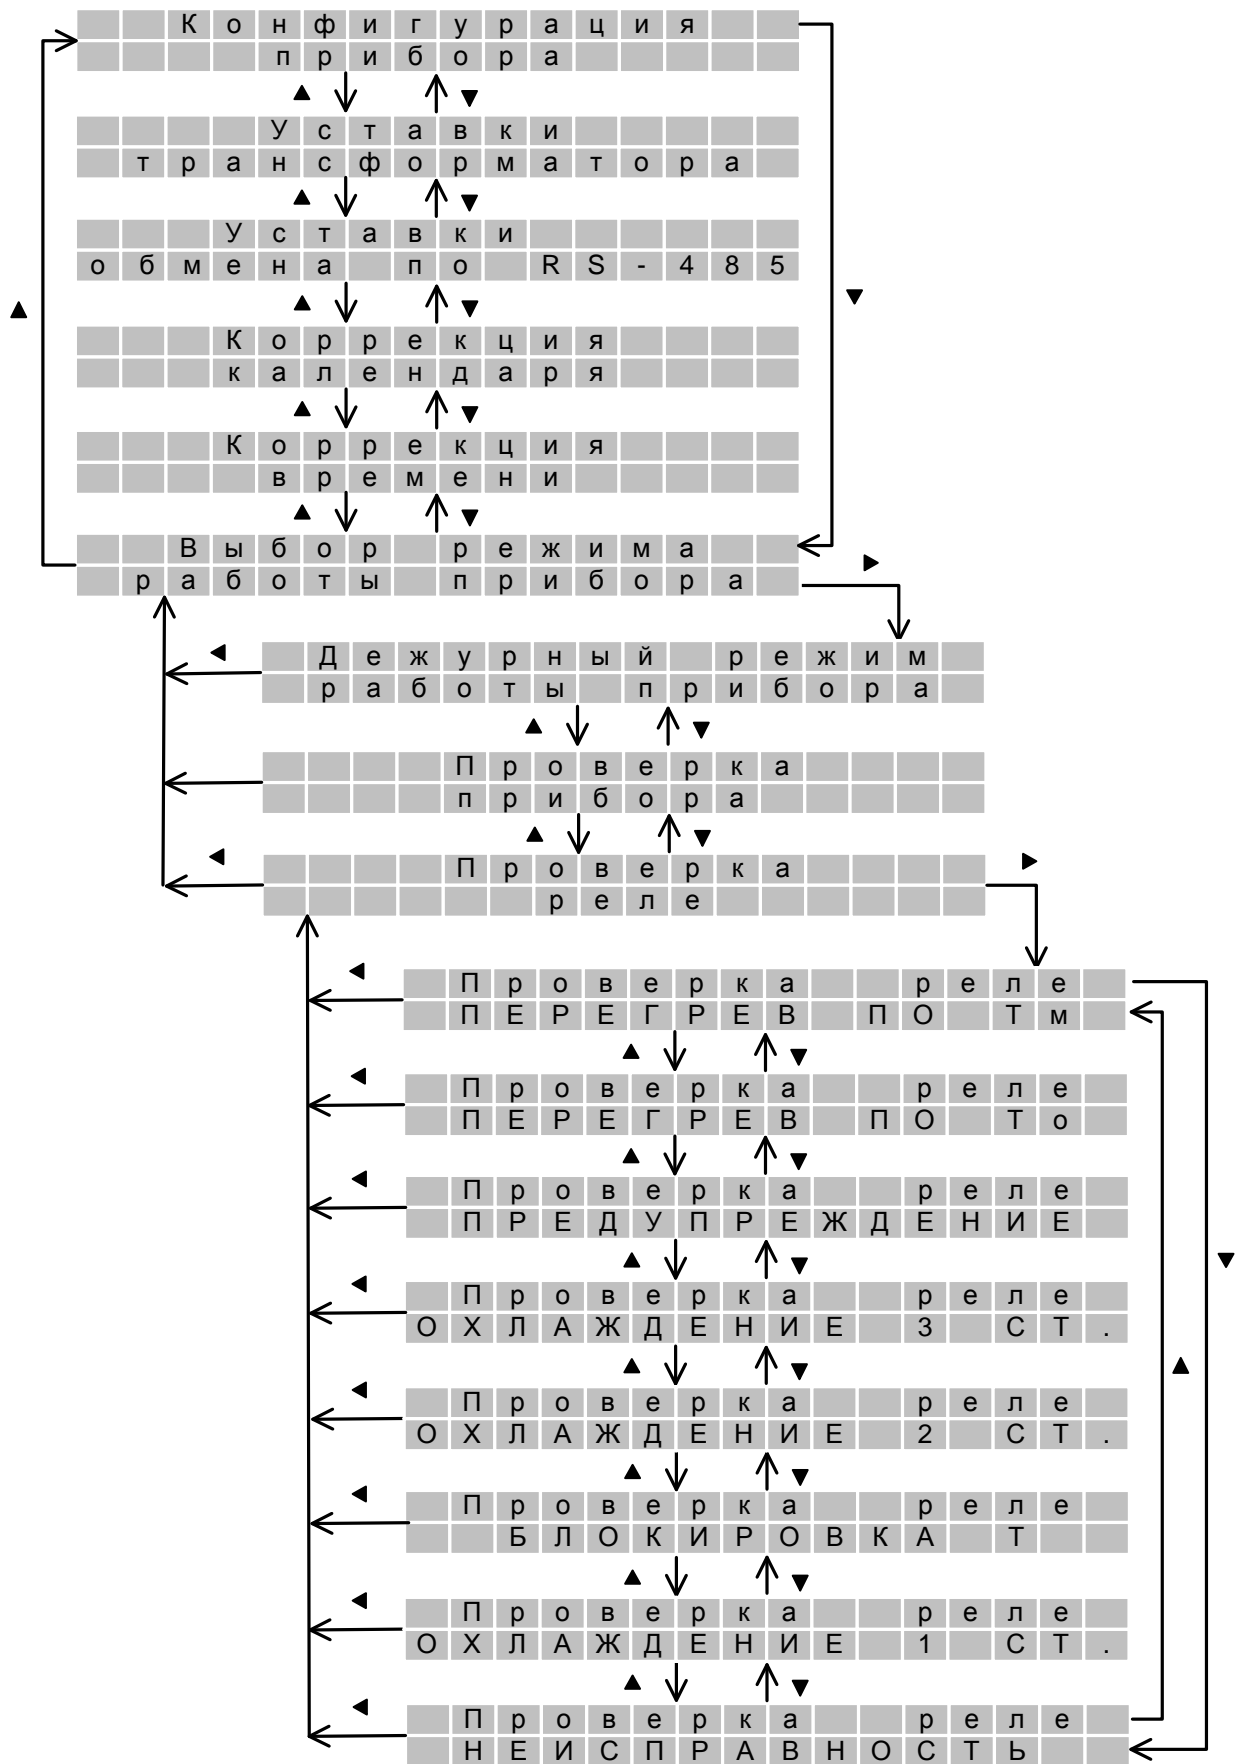 Конфигурация
прибора
Уставки
трансформатора
Уставки
обмена по RS-485
Коррекция
календаря
Коррекция
времени
Выбор режима
работы прибора
Дежурный режим
работы прибора
Проверка
прибора
Проверка
реле
Проверка реле
ПЕРЕГРЕВ ПО Тм
Проверка реле
ПЕРЕГРЕВ ПО То
Проверка реле
ПРЕДУПРЕЖДЕНИЕ
Проверка реле
ОХЛАЖДЕНИЕ 3 СТ.
Проверка реле
ОХЛАЖДЕНИЕ 2 СТ.
Проверка реле
БЛОКИРОВКА Т
Проверка реле
ОХЛАЖДЕНИЕ 1 СТ.
Проверка реле
НЕИСПРАВНОСТЬ